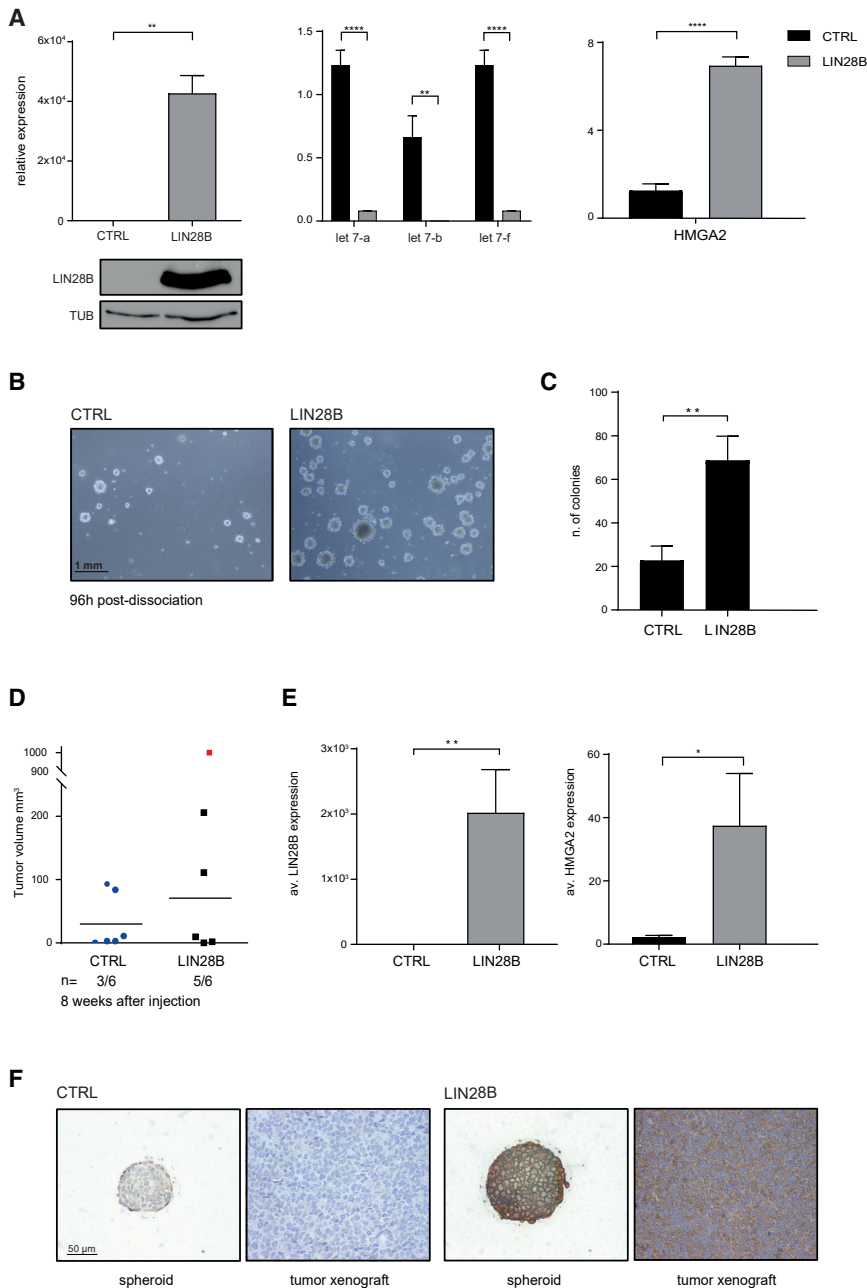 A
relative expression
6x10⁴
4x10⁴
2x10⁴
0
**
CTRL LIN28B
LIN28B
TUB
1.5
1.0
0.5
0.0
**** ** ****
let 7-a let 7-b let 7-f
8
4
0
****
HMGA2
CTRL
LIN28B
B
CTRL LIN28B
1 mm
96h post-dissociation
C
n. of colonies
100
80
60
40
20
0
* *
CTRL LIN28B
D
Tumor volume mm³
1000
900
200
100
0
CTRL LIN28B
n= 3/6 5/6
8 weeks after injection
E
av. LIN28B expression
3x10³
2x10³
1x10³
0
* *
CTRL LIN28B
av. HMGA2 expression
60
40
20
0
*
CTRL LIN28B
F
CTRL LIN28B
50 µm
spheroid tumor xenograft spheroid tumor xenograft